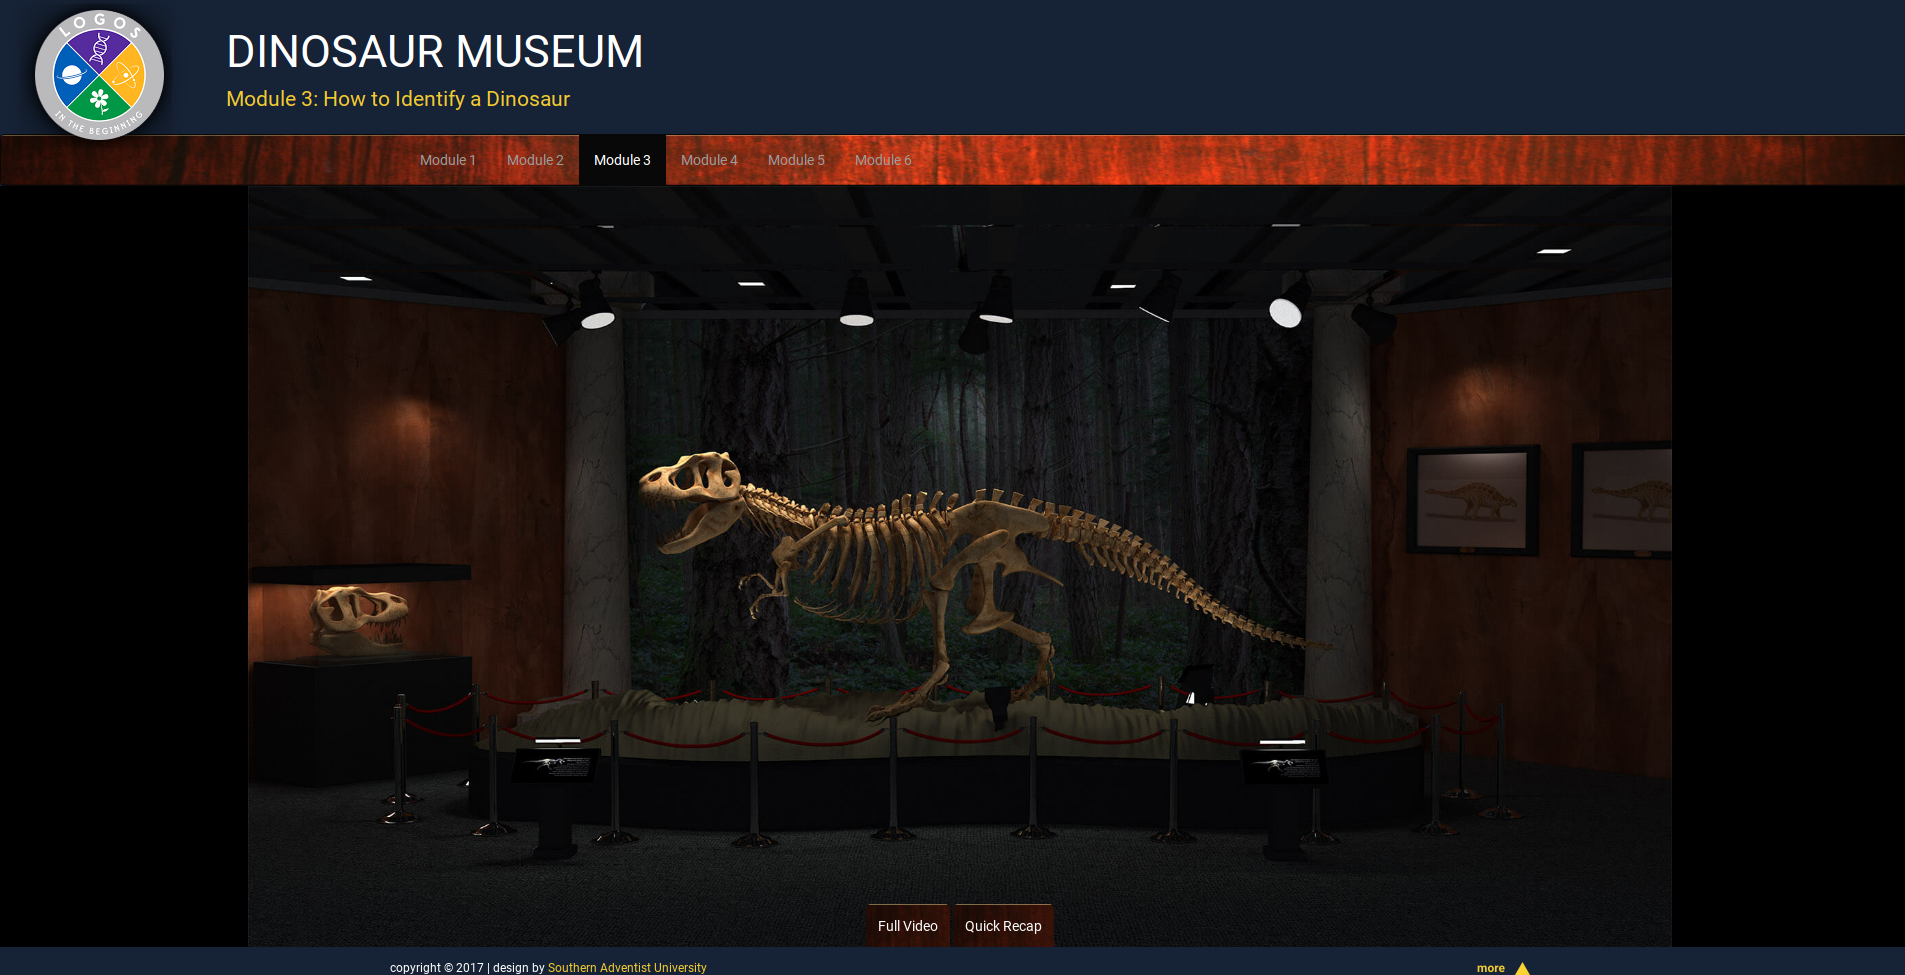 LOGOS
IN THE BEGINNING
DINOSAUR MUSEUM
Module 3: How to Identify a Dinosaur
Module 1 Module 2 Module 3 Module 4 Module 5 Module 6
Full Video Quick Recap
copyright © 2017 | design by Southern Adventist University more